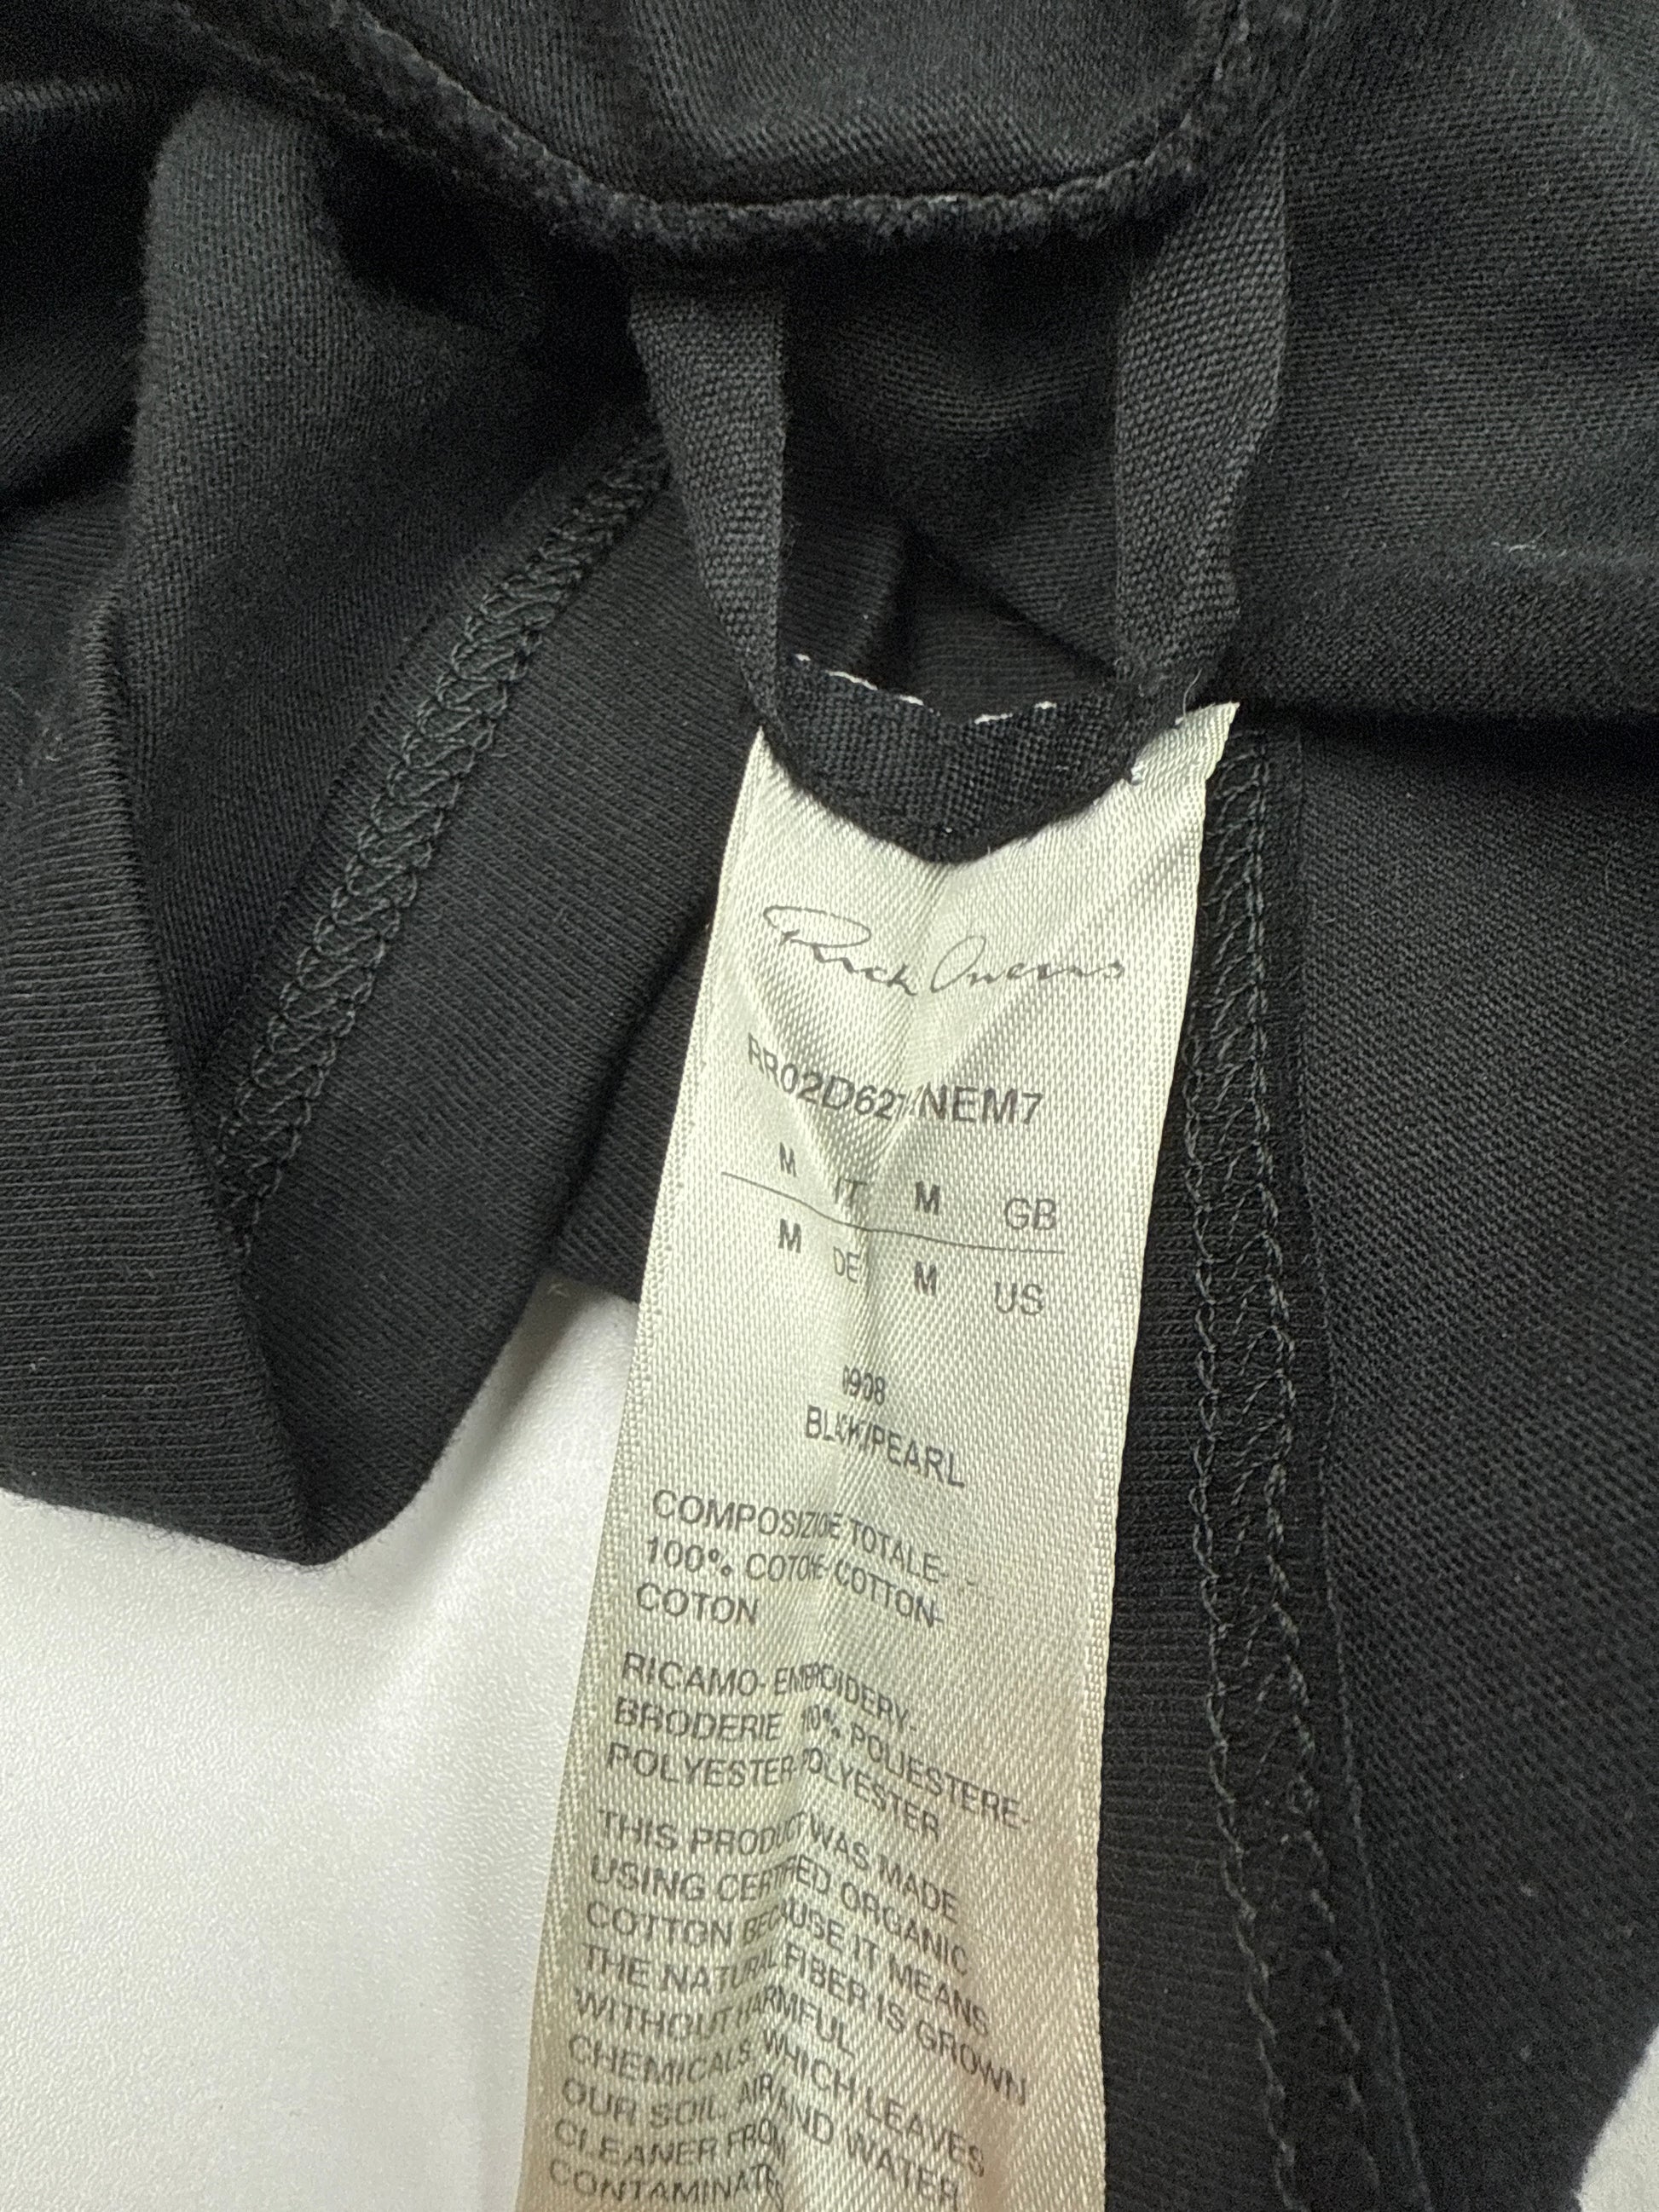 Rick Owens
RR02D627 NEM7
M IT M GB
M DE M US
0908
BLACK/PEARL
COMPOSIZIONE TOTALE-
100% COTONE-COTTON-
COTON
RICAMO-EMBROIDERY-
BRODERIE 100% POLIESTERE-
POLYESTER-POLYESTER
THIS PRODUCT WAS MADE
USING CERTIFIED ORGANIC
COTTON BECAUSE IT MEANS
THE NATURAL FIBER IS GROWN
WITHOUT HARMFUL
CHEMICALS, WHICH LEAVES
OUR SOIL, AIR AND WATER
CLEANER FROM